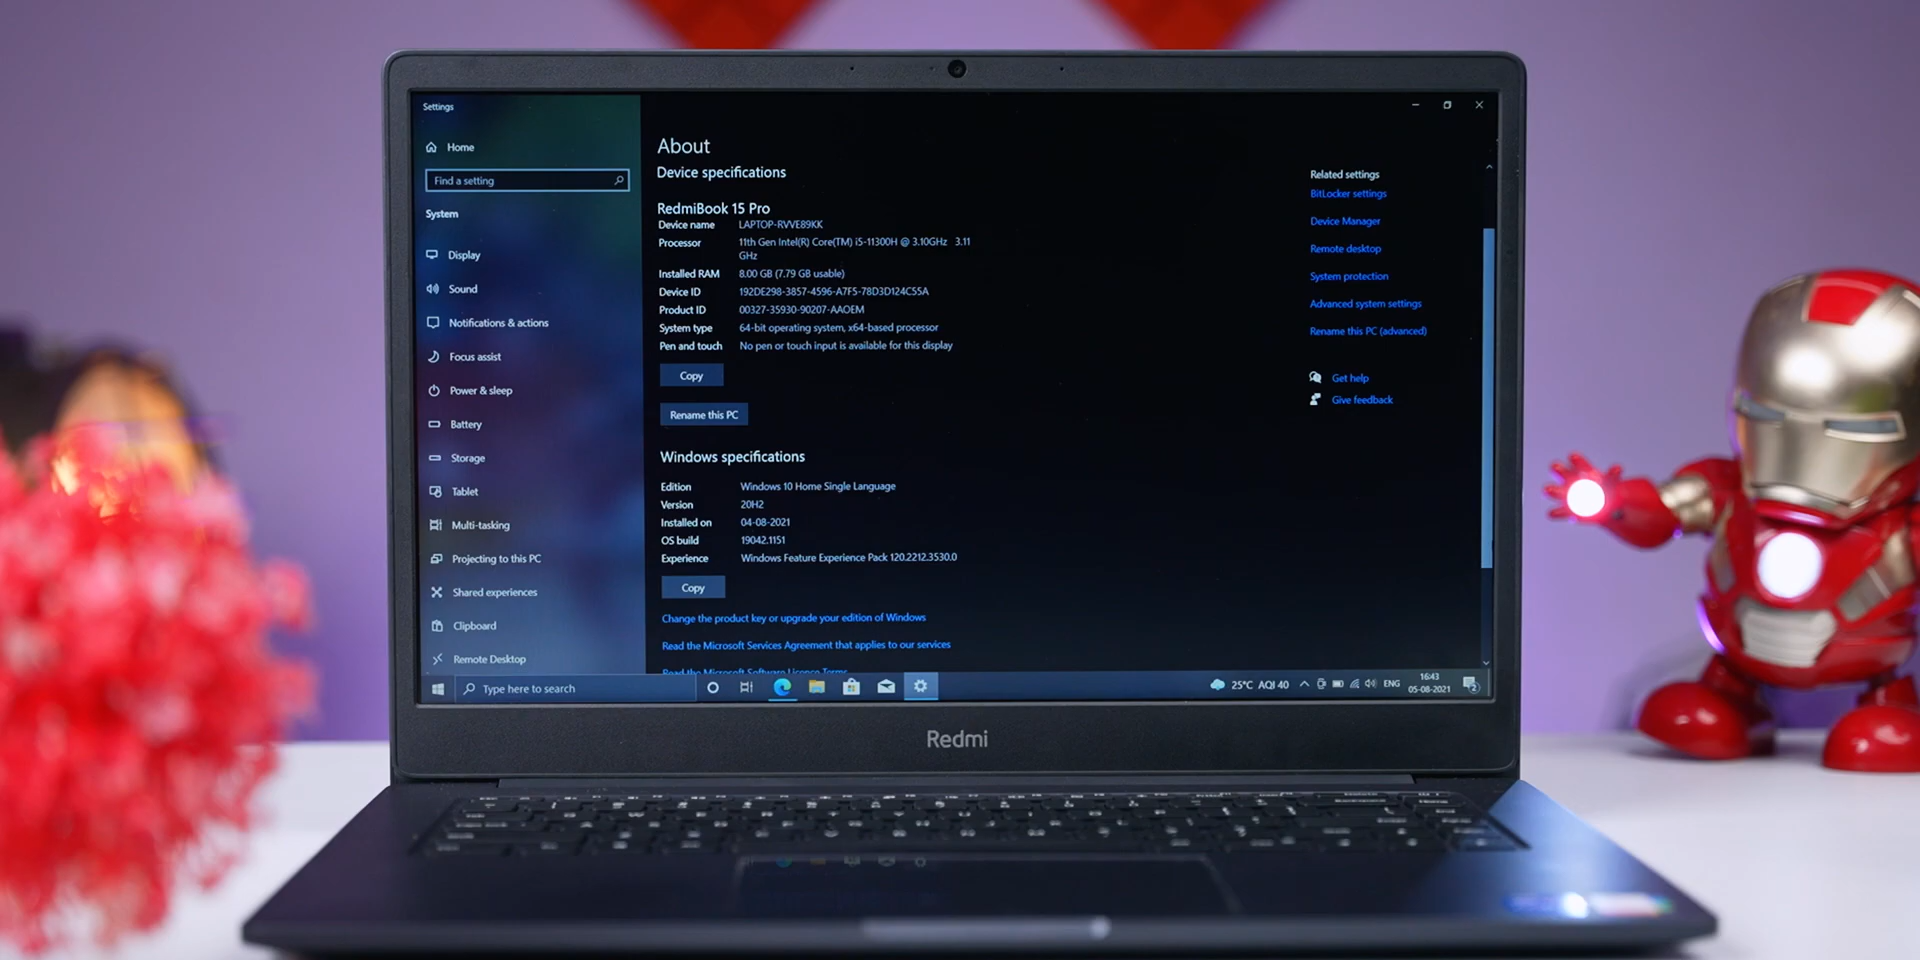 Settings
Home
Find a setting
System
Display
Sound
Notifications & actions
Focus assist
Power & sleep
Battery
Storage
Tablet
Multi-tasking
Projecting to this PC
Shared experiences
Clipboard
Remote Desktop
About
Device specifications
RedmiBook 15 Pro
Device name LAPTOP-RVVE89KK
Processor 11th Gen Intel(R) Core(TM) i5-11300H @ 3.10GHz 3.11
GHz
Installed RAM 8.00 GB (7.79 GB usable)
Device ID 192DE298-3857-4596-A7F5-78D3D124C55A
Product ID 00327-35930-90207-AAOEM
System type 64-bit operating system, x64-based processor
Pen and touch No pen or touch input is available for this display
Copy
Rename this PC
Windows specifications
Edition Windows 10 Home Single Language
Version 20H2
Installed on 04-08-2021
OS build 19042.1151
Experience Windows Feature Experience Pack 120.2212.3530.0
Copy
Change the product key or upgrade your edition of Windows
Read the Microsoft Services Agreement that applies to our services
Read the Microsoft Software Licence Terms
Related settings
BitLocker settings
Device Manager
Remote desktop
System protection
Advanced system settings
Rename this PC (advanced)
Get help
Give feedback
Type here to search
25°C AQI 40
ENG
16:43
05-08-2021
2
Redmi